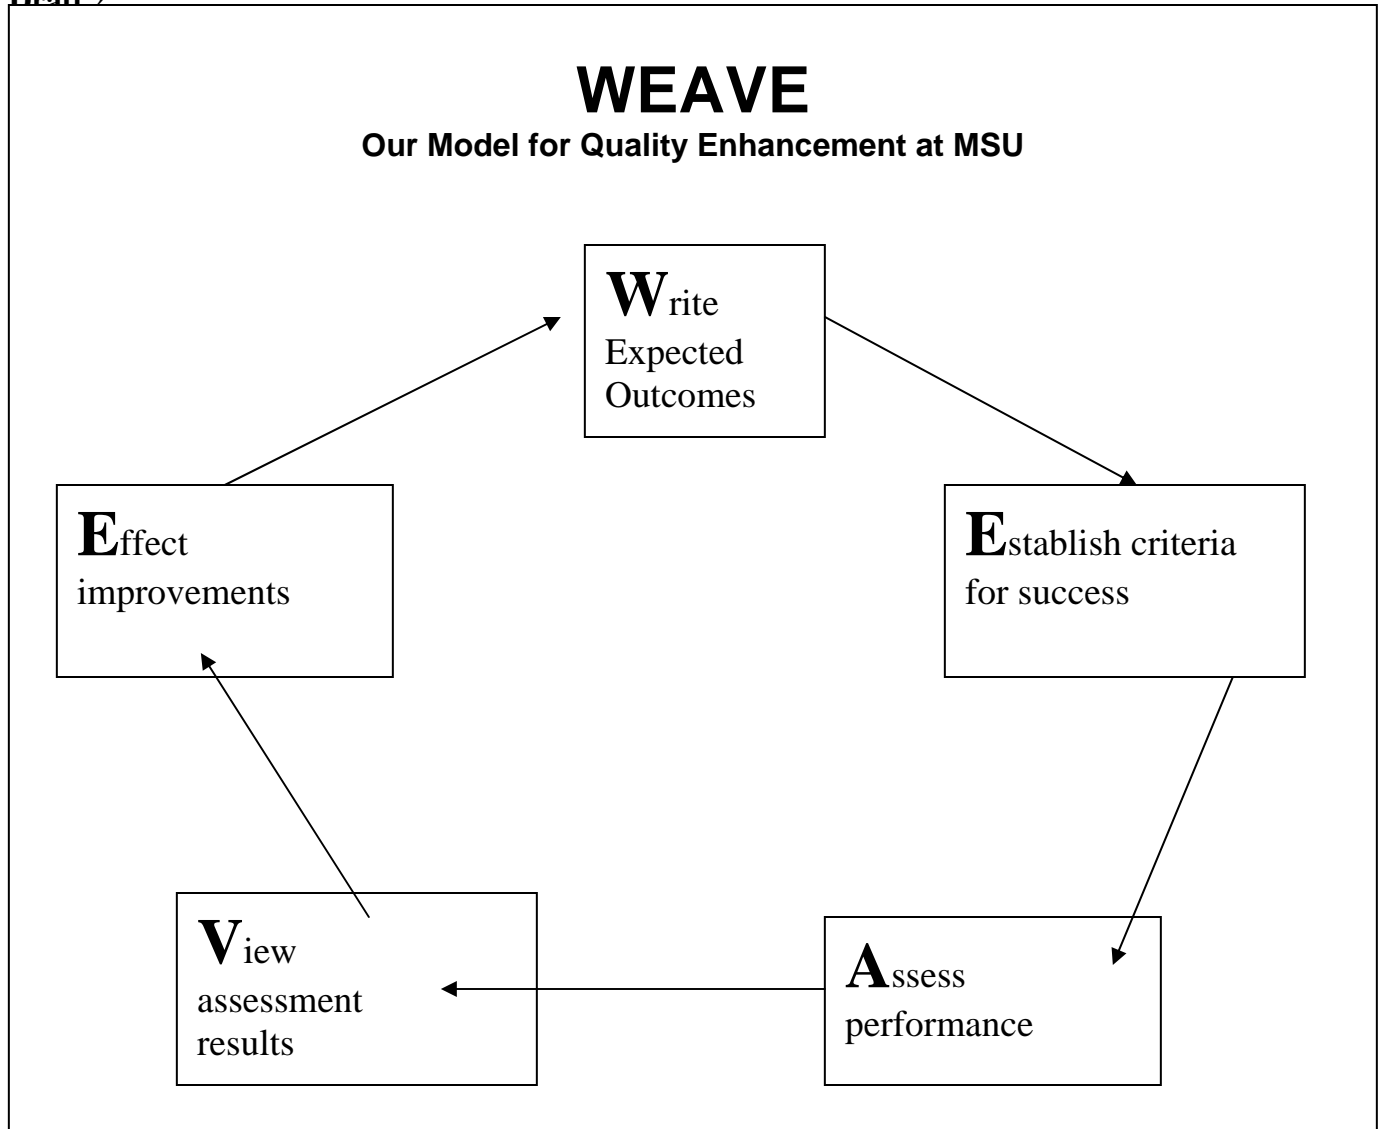 WEAVE
Our Model for Quality Enhancement at MSU
Write
Expected
Outcomes
Establish criteria
for success
Assess
performance
View
assessment
results
Effect
improvements